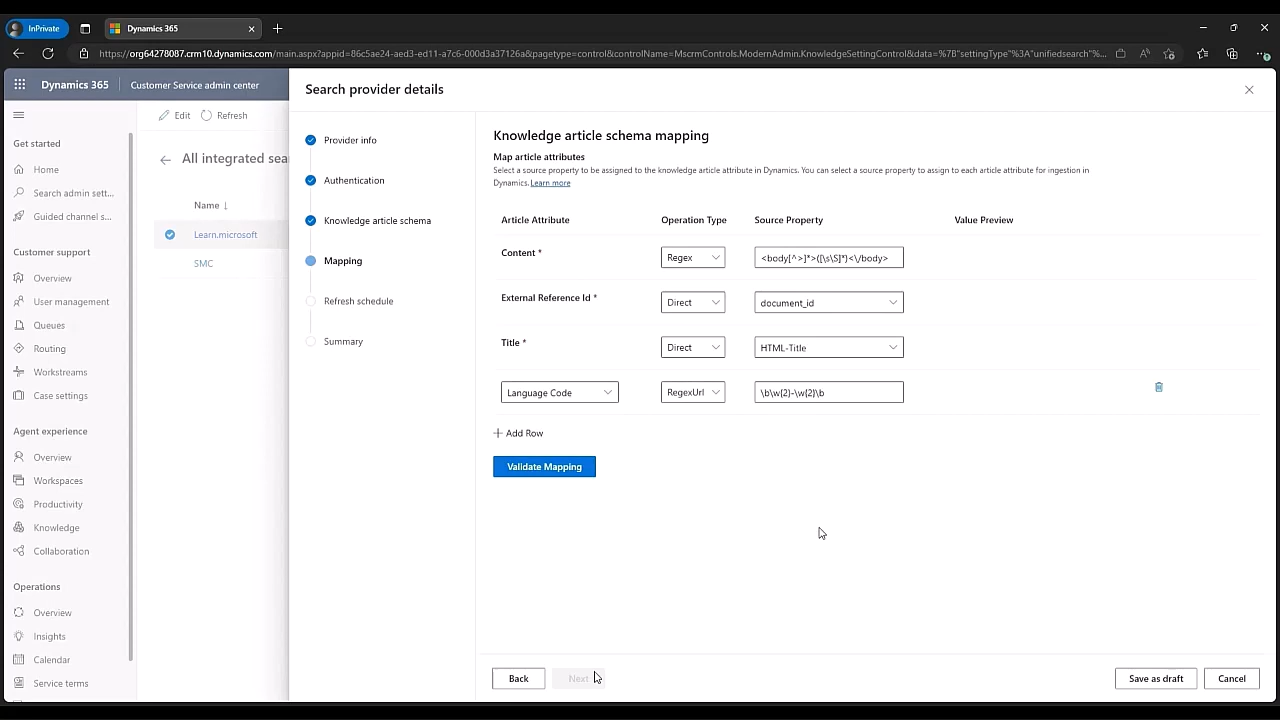 InPrivate
Dynamics 365
https://org64278087.crm10.dynamics.com/main.aspx?appid=86c5ae24-aed3-ed11-a7c6-000d3a37126a&pagetype=control&controlName=MscrmControls.ModernAdmin.KnowledgeSettingControl&data=%7B"settingType"%3A"unifiedsearch"%...
Dynamics 365
Customer Service admin center
Get started
Home
Search admin sett...
Guided channel s...
Customer support
Overview
User management
Queues
Routing
Workstreams
Case settings
Agent experience
Overview
Workspaces
Productivity
Knowledge
Collaboration
Operations
Overview
Insights
Calendar
Service terms
Edit
Refresh
All integrated sea
Name ↓
Learn.microsoft
SMC
Search provider details
Provider info
Authentication
Knowledge article schema
Mapping
Refresh schedule
Summary
Knowledge article schema mapping
Map article attributes
Select a source property to be assigned to the knowledge article attribute in Dynamics. You can select a source property to assign to each article attribute for ingestion in
Dynamics. Learn more
Article Attribute Operation Type Source Property Value Preview
Content * Regex <body[^>]*>([\s\S]*)<\/body>
External Reference Id * Direct document_id
Title * Direct HTML-Title
Language Code RegexUrl \b\w{2}-\w{2}\b
+ Add Row
Validate Mapping
Back Next Save as draft Cancel